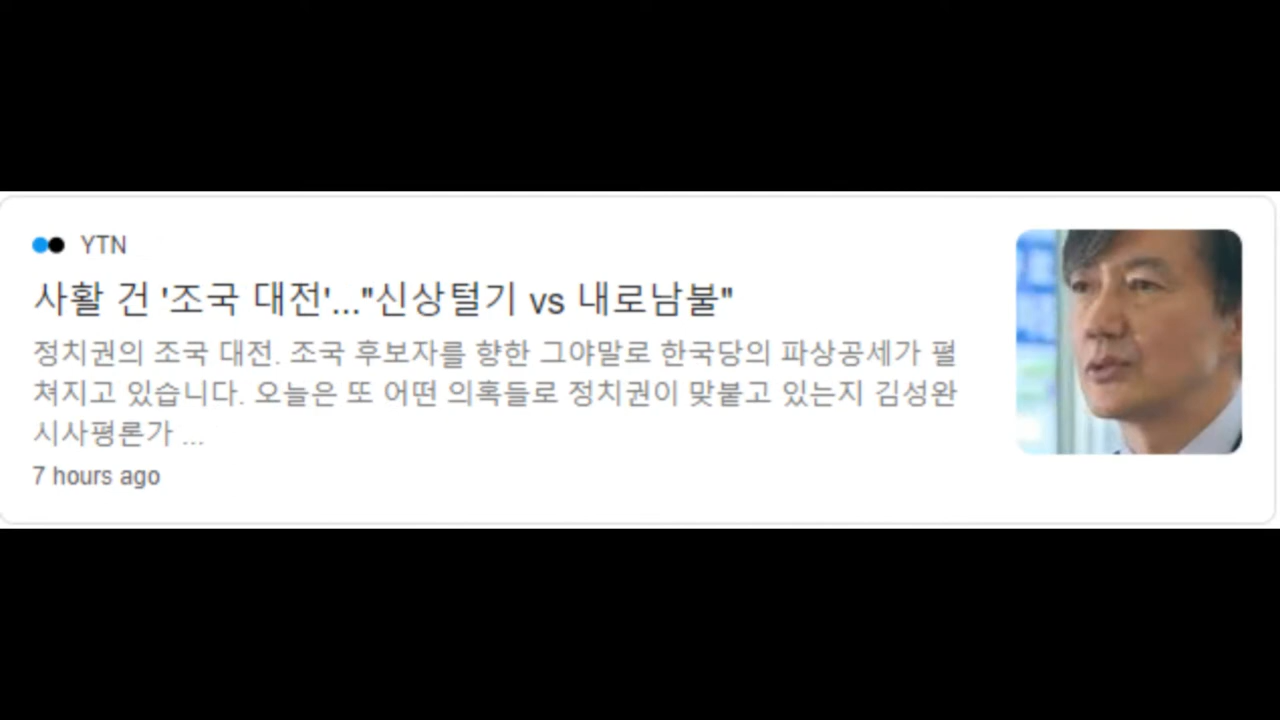 YTN
사활 건 '조국 대전'..."신상털기 vs 내로남불"
정치권의 조국 대전. 조국 후보자를 향한 그야말로 한국당의 파상공세가 펼
쳐지고 있습니다. 오늘은 또 어떤 의혹들로 정치권이 맞붙고 있는지 김성완
시사평론가 ...
7 hours ago